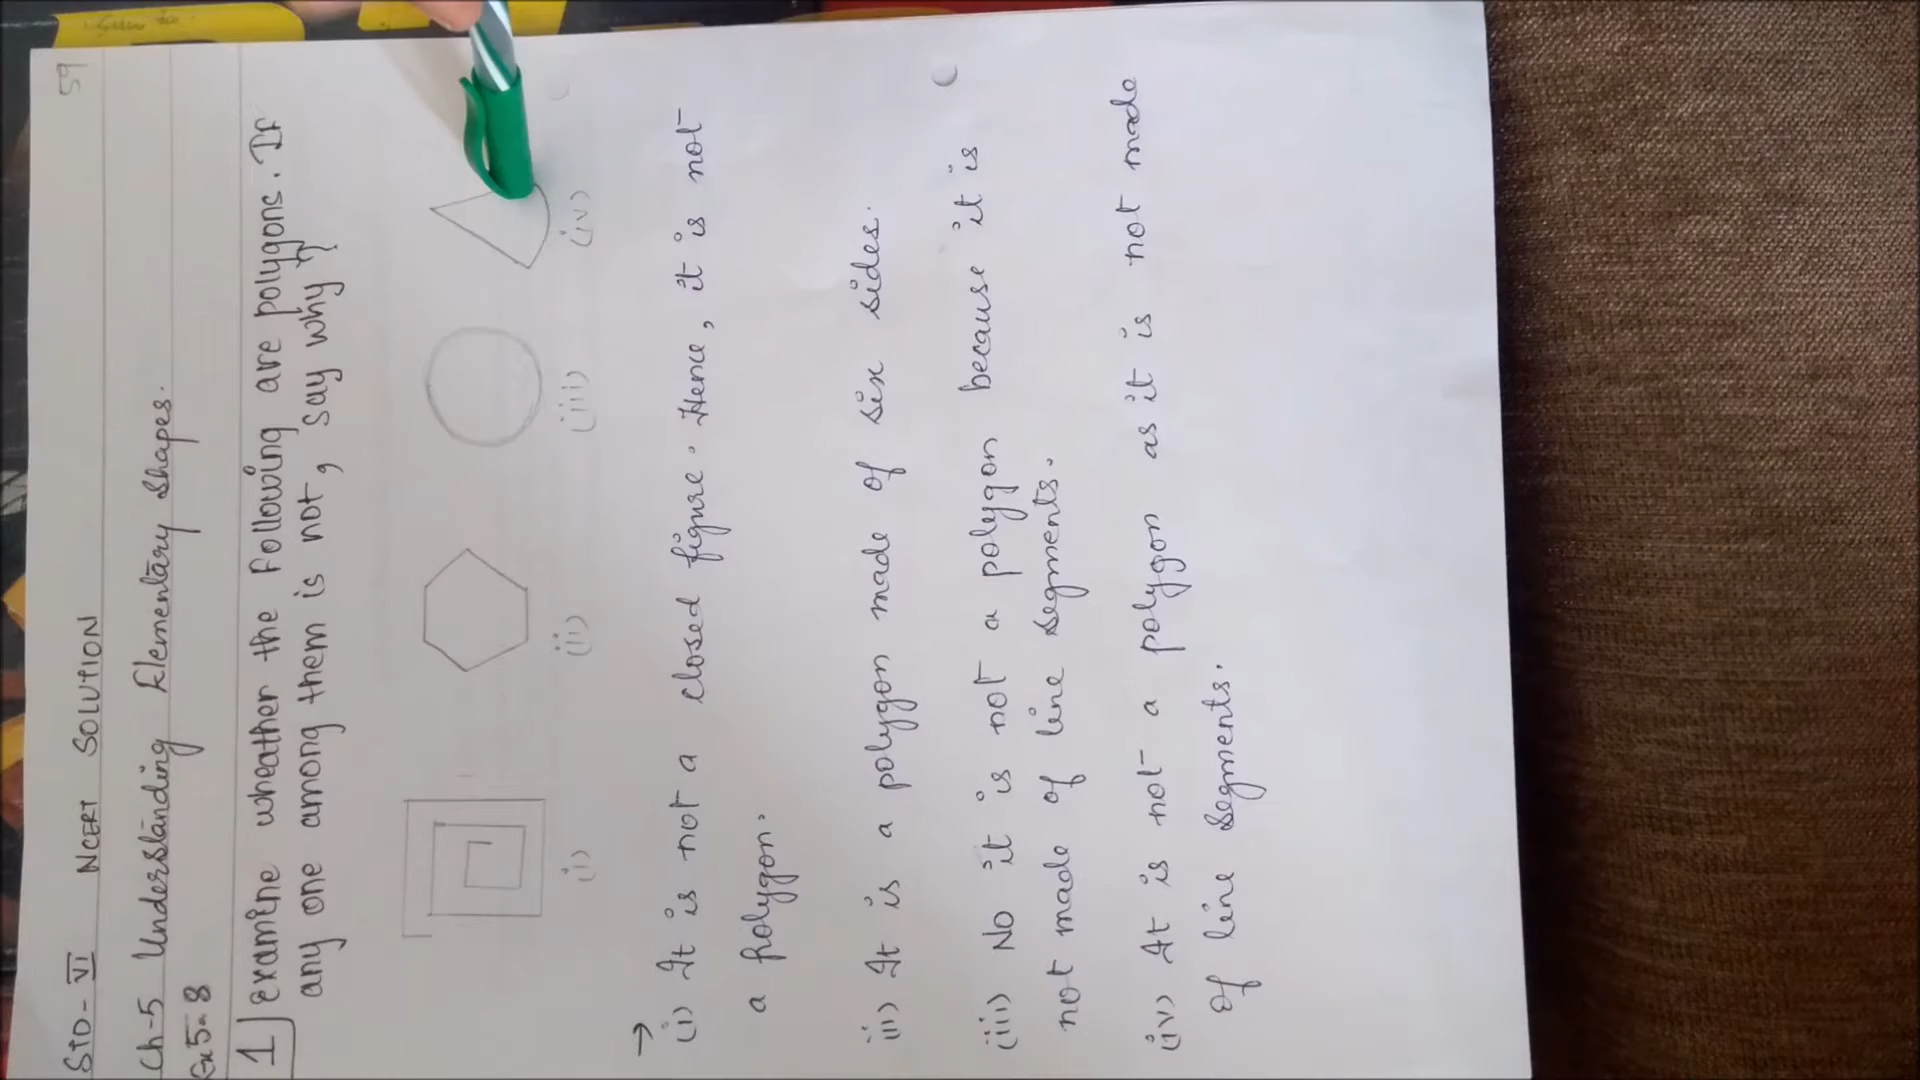 59
STD - VI NCERT SOLUTION
Ch-5 Understanding Elementary Shapes.
Ex 5.8
1 Examine wheather the Following are polygons. If
any one among them is not, say why?
(i) (ii) (iii) (iv)
→
(i) It is not a closed figure. Hence, it is not
a polygon.
ii) It is a polygon made of six sides.
(iii) No it is not a polygon because it is
not made of line segments.
(iv) It is not a polygon as it is not made
of line segments.